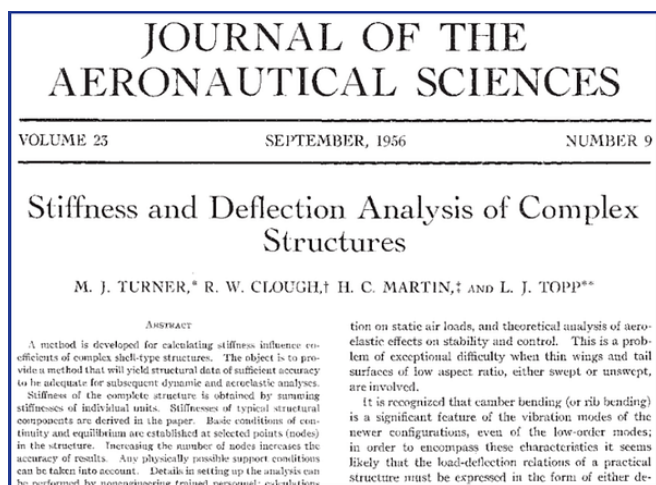 JOURNAL OF THE
AERONAUTICAL SCIENCES
VOLUME 23
SEPTEMBER, 1956
NUMBER 9
Stiffness and Deflection Analysis of Complex
Structures
M. J. TURNER,* R. W. CLOUGH,† H. C. MARTIN,‡ AND L. J. TOPP**
ABSTRACT
A method is developed for calculating stiffness influence co-
efficients of complex shell-type structures. The object is to pro-
vide a method that will yield structural data of sufficient accuracy
to be adequate for subsequent dynamic and aeroelastic analyses.
Stiffness of the complete structure is obtained by summing
stiffnesses of individual units. Stiffnesses of typical structural
components are derived in the paper. Basic conditions of con-
tinuity and equilibrium are established at selected points (nodes)
in the structure. Increasing the number of nodes increases the
accuracy of results. Any physically possible support conditions
can be taken into account. Details in setting up the analysis can
be performed by nonengineering trained personnel; calculations
tion on static air loads, and theoretical analysis of aero-
elastic effects on stability and control. This is a prob-
lem of exceptional difficulty when thin wings and tail
surfaces of low aspect ratio, either swept or unswept,
are involved.
It is recognized that camber bending (or rib bending)
is a significant feature of the vibration modes of the
newer configurations, even of the low-order modes;
in order to encompass these characteristics it seems
likely that the load-deflection relations of a practical
structure must be expressed in the form of either de-